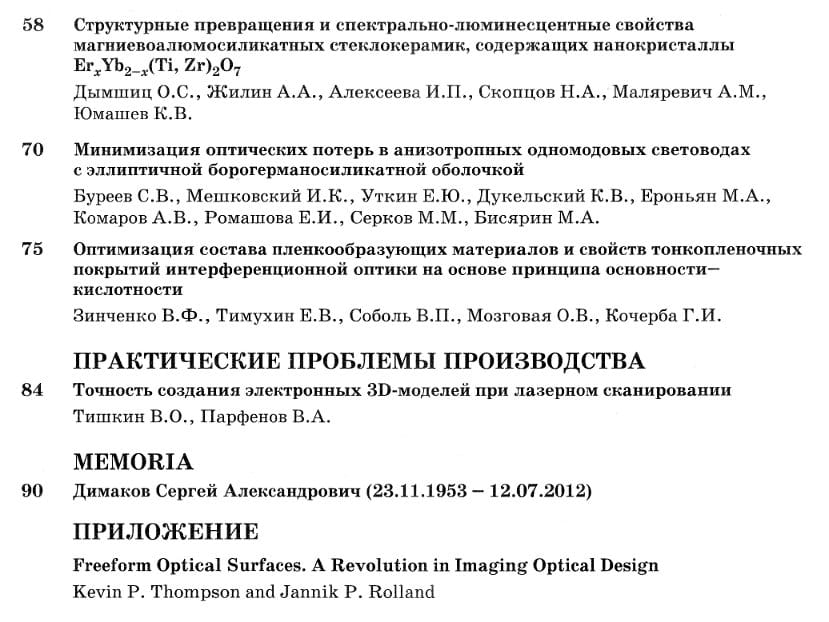 58 Структурные превращения и спектрально-люминесцентные свойства
магниевоалюмосиликатных стеклокерамик, содержащих нанокристаллы
ErₓYb₂₋ₓ(Ti, Zr)₂O₇
Дымшиц О.С., Жилин А.А., Алексеева И.П., Скопцов Н.А., Маляревич А.М.,
Юмашев К.В.
70 Минимизация оптических потерь в анизотропных одномодовых световодах
с эллиптичной борогерманосиликатной оболочкой
Буреев С.В., Мешковский И.К., Уткин Е.Ю., Дукельский К.В., Ероньян М.А.,
Комаров А.В., Ромашова Е.И., Серков М.М., Бисярин М.А.
75 Оптимизация состава пленкообразующих материалов и свойств тонкопленочных
покрытий интерференционной оптики на основе принципа основности—
кислотности
Зинченко В.Ф., Тимухин Е.В., Соболь В.П., Мозговая О.В., Кочерба Г.И.
ПРАКТИЧЕСКИЕ ПРОБЛЕМЫ ПРОИЗВОДСТВА
84 Точность создания электронных 3D-моделей при лазерном сканировании
Тишкин В.О., Парфенов В.А.
MEMORIA
90 Димаков Сергей Александрович (23.11.1953 – 12.07.2012)
ПРИЛОЖЕНИЕ
Freeform Optical Surfaces. A Revolution in Imaging Optical Design
Kevin P. Thompson and Jannik P. Rolland